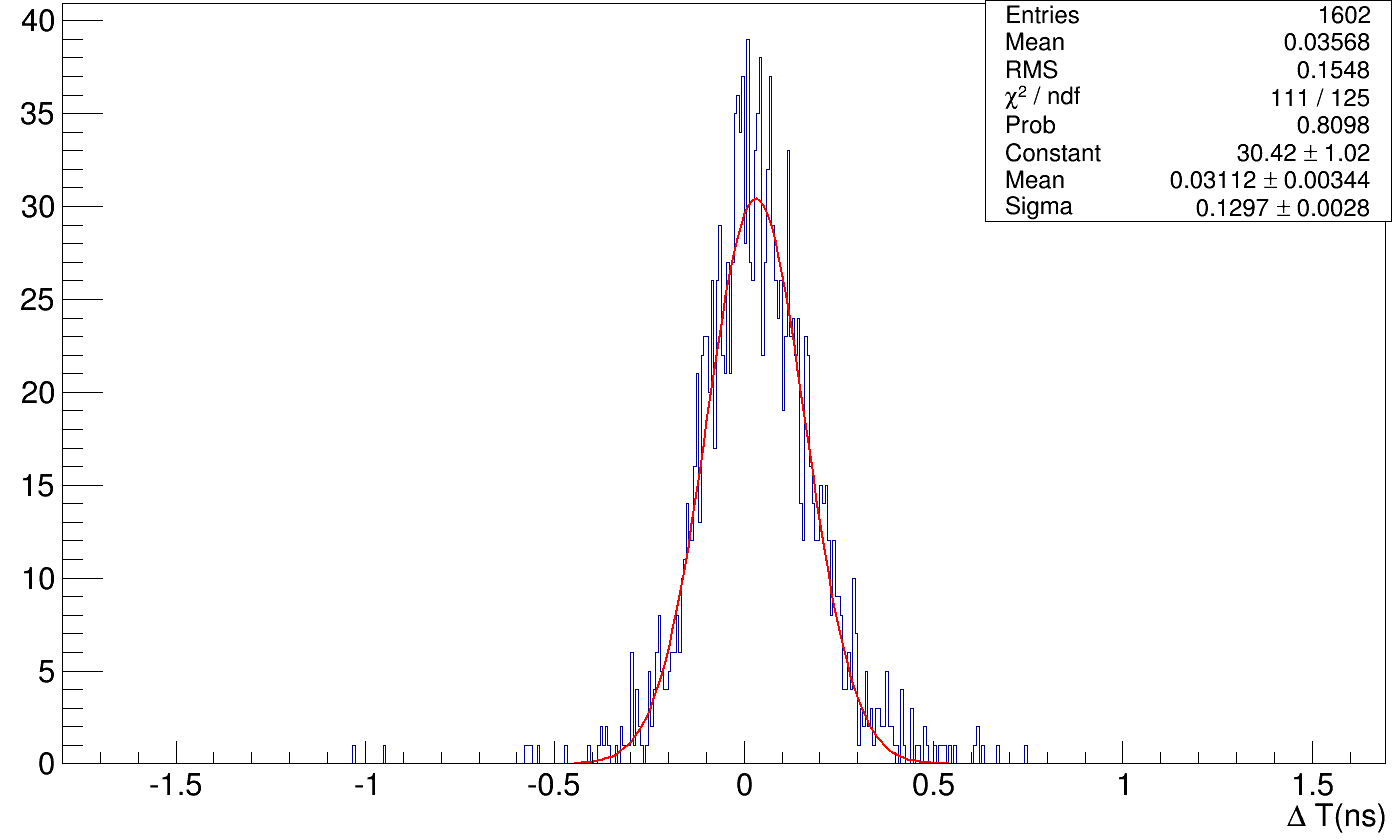 Entries 1602
Mean 0.03568
RMS 0.1548
χ² / ndf 111 / 125
Prob 0.8098
Constant 30.42 ± 1.02
Mean 0.03112 ± 0.00344
Sigma 0.1297 ± 0.0028
40
35
30
25
20
15
10
5
0
-1.5 -1 -0.5 0 0.5 1 1.5
Δ T(ns)